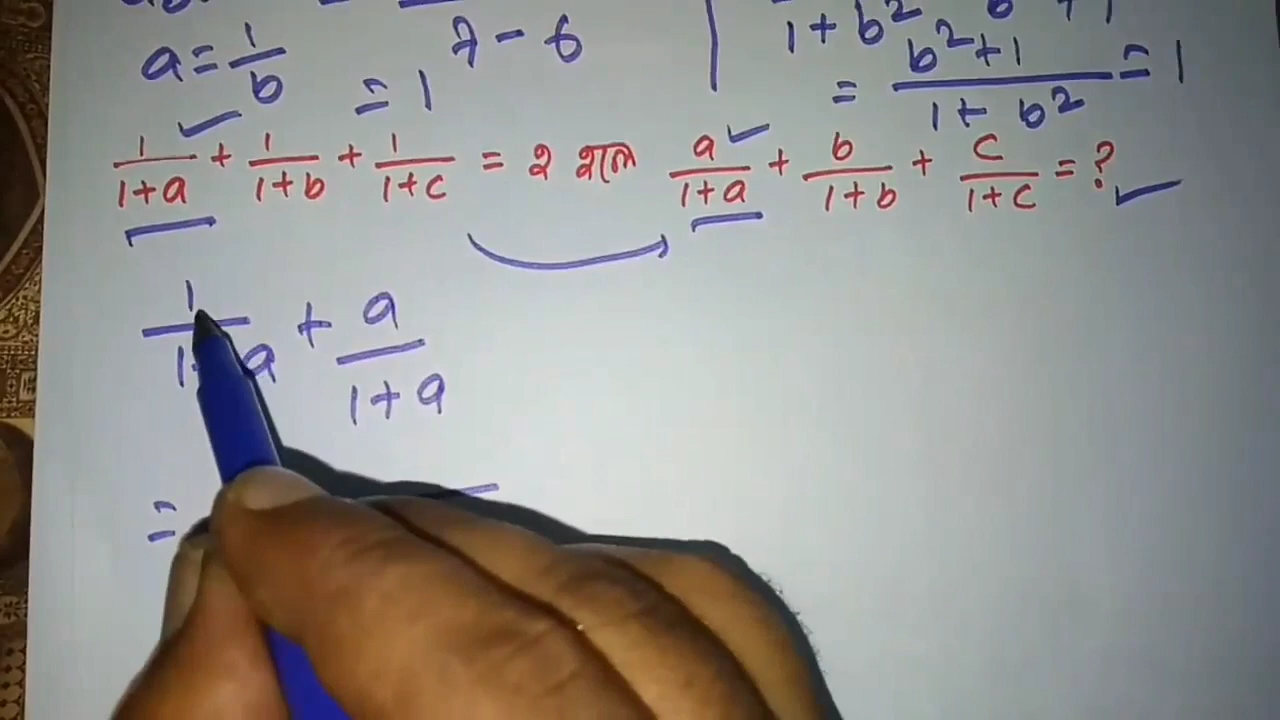 a = 1/b
7 - 6
= 1
1 + b²
= (b² + 1)/(1 + b²) = 1
1/(1+a) + 1/(1+b) + 1/(1+c) = ২ হলে a/(1+a) + b/(1+b) + c/(1+c) = ?
1/(1+a) + a/(1+a)
=